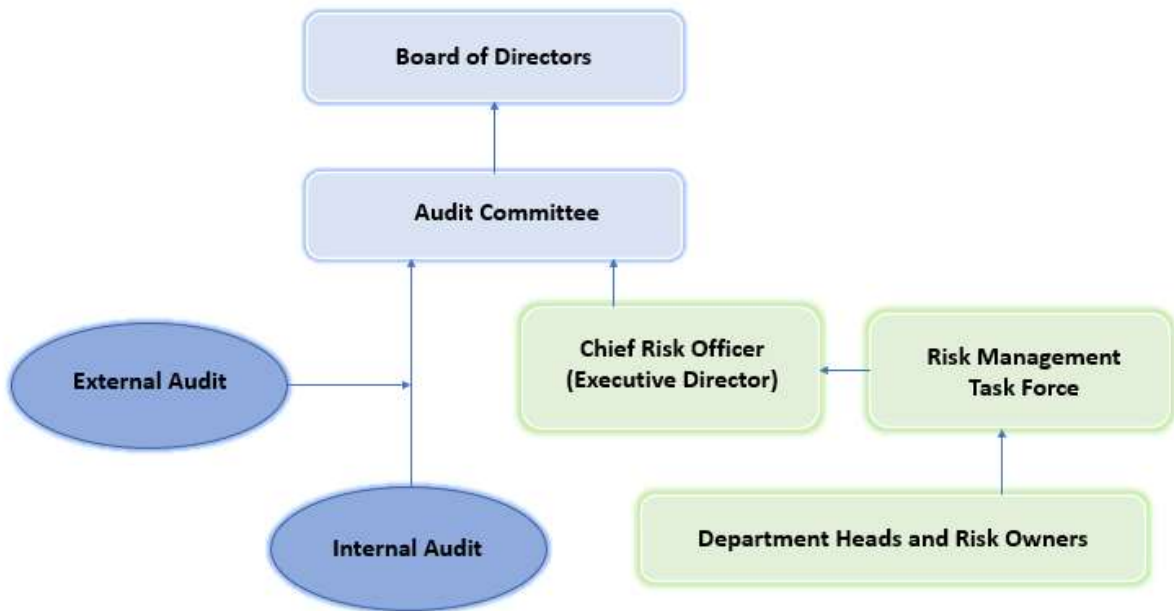 Board of Directors
Audit Committee
Chief Risk Officer
(Executive Director)
Risk Management
Task Force
External Audit
Internal Audit
Department Heads and Risk Owners